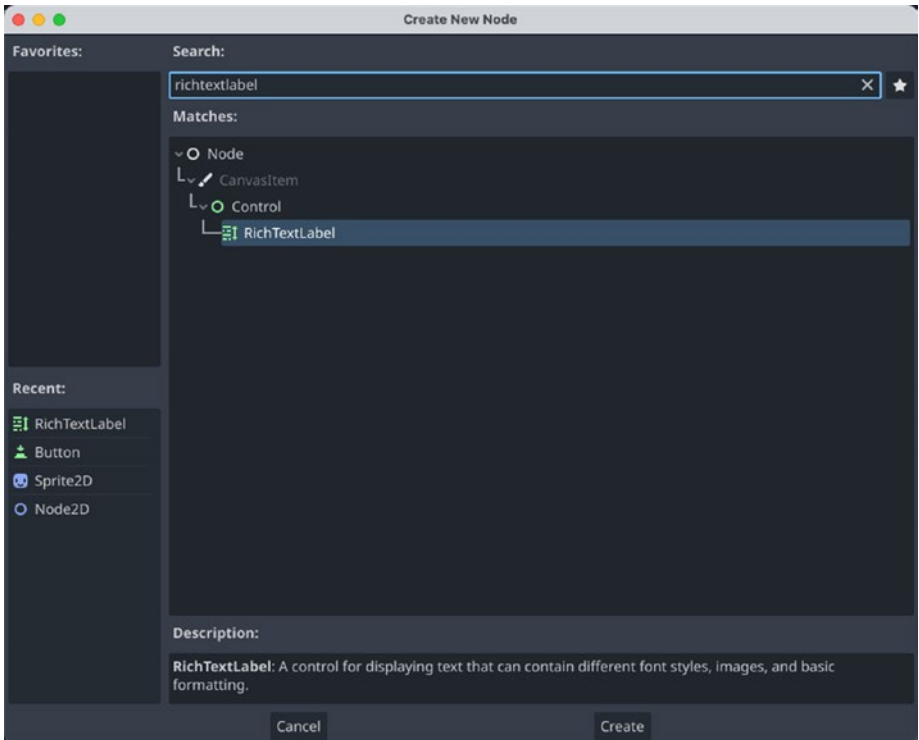 Create New Node
Favorites:
Search:
richtextlabel
Matches:
Node
CanvasItem
Control
RichTextLabel
Recent:
RichTextLabel
Button
Sprite2D
Node2D
Description:
RichTextLabel: A control for displaying text that can contain different font styles, images, and basic
formatting.
Cancel
Create